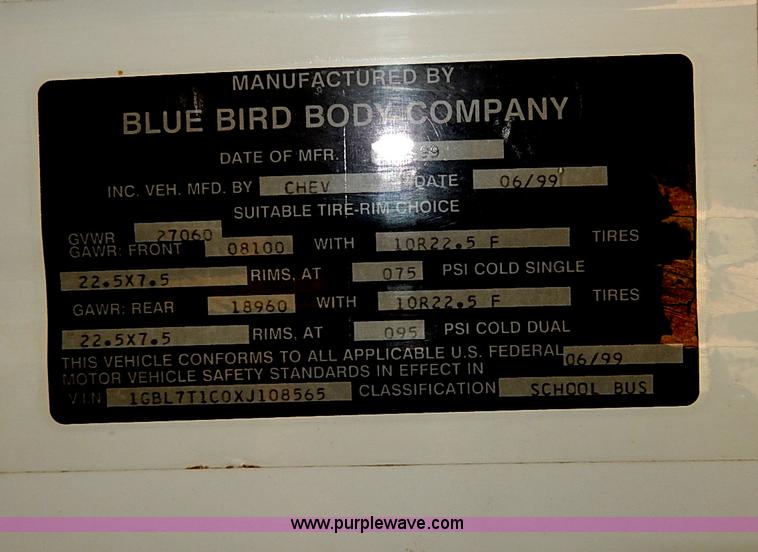 MANUFACTURED BY
BLUE BIRD BODY COMPANY
DATE OF MFR. 99
INC. VEH. MFD. BY CHEV DATE 06/99
SUITABLE TIRE-RIM CHOICE
GVWR 27060
GAWR: FRONT 08100 WITH 10R22.5 F TIRES
22.5X7.5 RIMS, AT 075 PSI COLD SINGLE
GAWR: REAR 18960 WITH 10R22.5 F TIRES
22.5X7.5 RIMS, AT 095 PSI COLD DUAL
THIS VEHICLE CONFORMS TO ALL APPLICABLE U.S. FEDERAL
MOTOR VEHICLE SAFETY STANDARDS IN EFFECT IN 06/99
V.I.N 1GBL7T1C0XJ108565 CLASSIFICATION SCHOOL BUS
www.purplewave.com